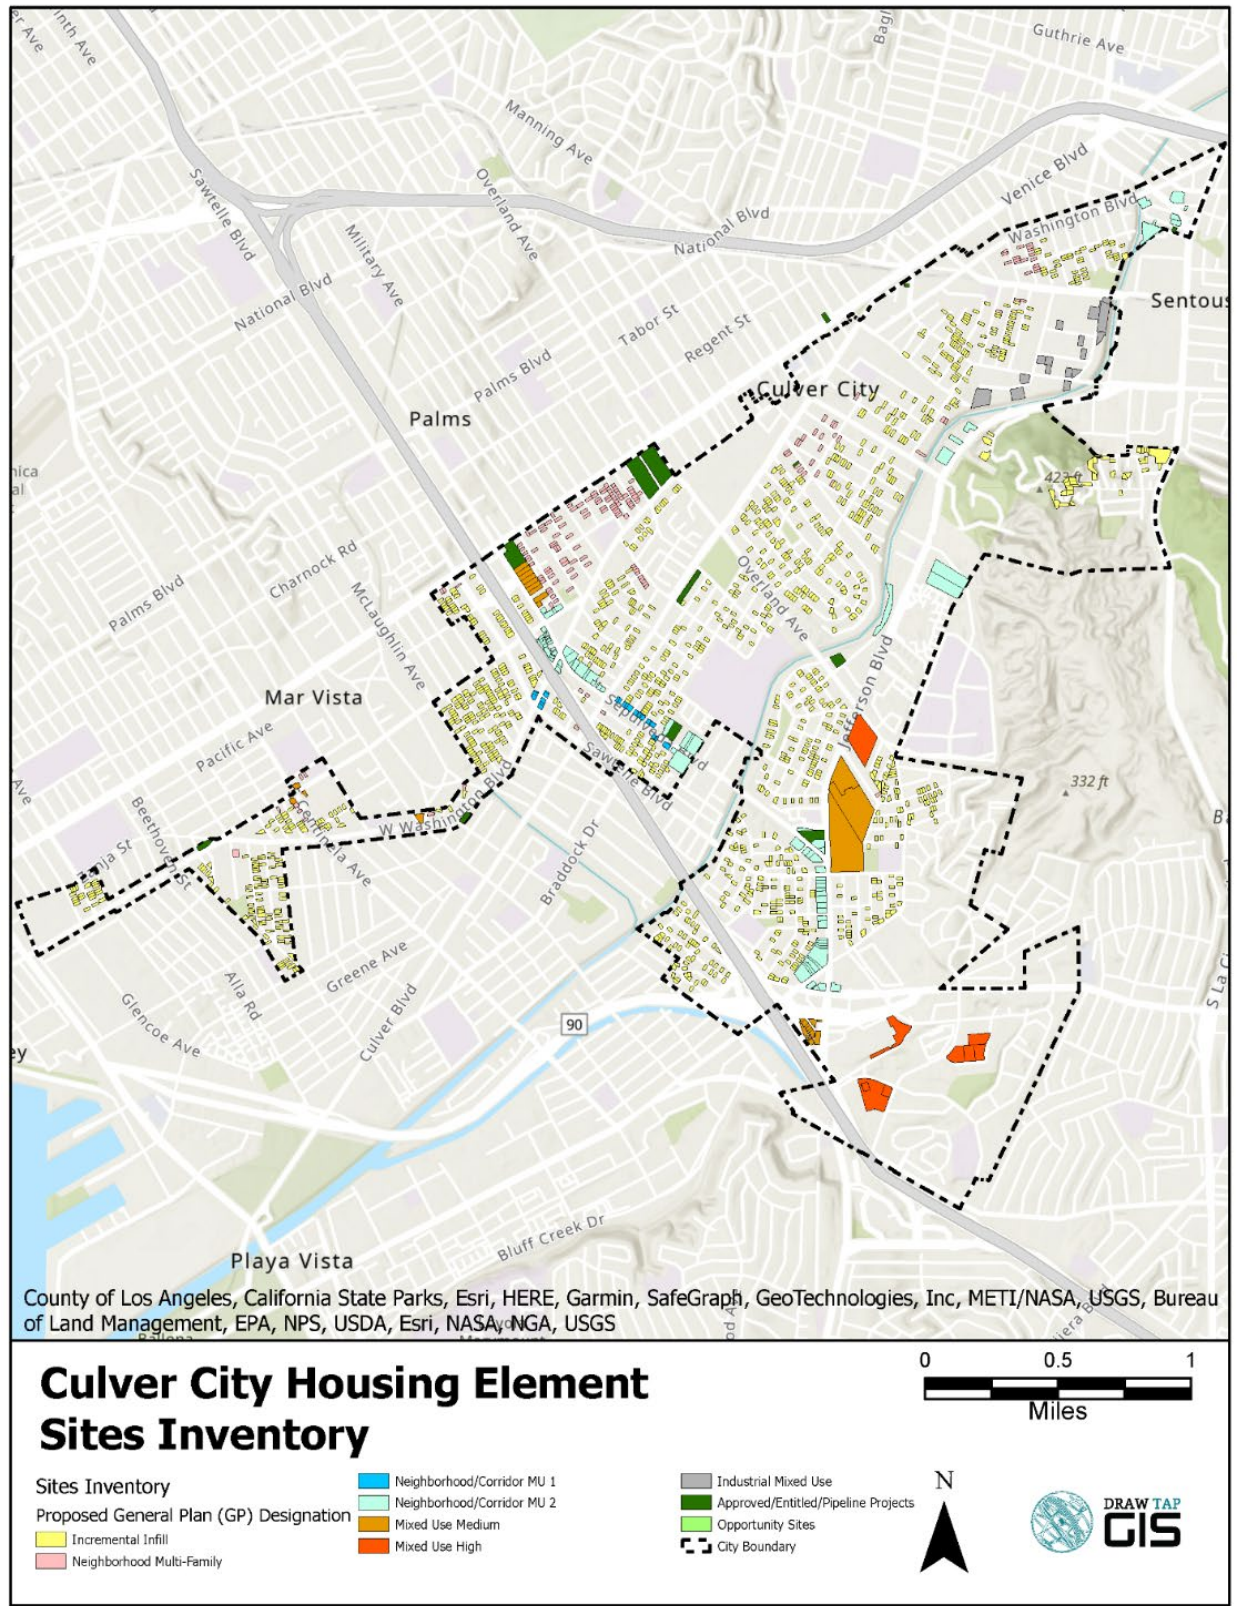 Guthrie Ave
Manning Ave
Venice Blvd
Overland Ave
Sawtelle Blvd
Washington Blvd
National Blvd
Military Ave
National Blvd
Sentous
Tabor St
Regent St
Palms Blvd
Culver City
Palms
423 ft
Charnock Rd
Palms Blvd
McLaughlin Ave
Overland Ave
Jefferson Blvd
Mar Vista
Sepulveda Blvd
Pacific Ave
Sawtelle Blvd
332 ft
W Washington Blvd
Centinela Ave
Beethoven St
Braddock Dr
Greene Ave
Alla Rd
Culver Blvd
Glencoe Ave
S La Ci
90
ey
Bluff Creek Dr
Playa Vista
County of Los Angeles, California State Parks, Esri, HERE, Garmin, SafeGraph, GeoTechnologies, Inc, METI/NASA, USGS, Bureau
of Land Management, EPA, NPS, USDA, Esri, NASA, NGA, USGS
Culver City Housing Element
Sites Inventory
0 0.5 1
Miles
Sites Inventory
Proposed General Plan (GP) Designation
Incremental Infill
Neighborhood Multi-Family
Neighborhood/Corridor MU 1
Neighborhood/Corridor MU 2
Mixed Use Medium
Mixed Use High
Industrial Mixed Use
Approved/Entitled/Pipeline Projects
Opportunity Sites
City Boundary
N
DRAW TAP
GIS